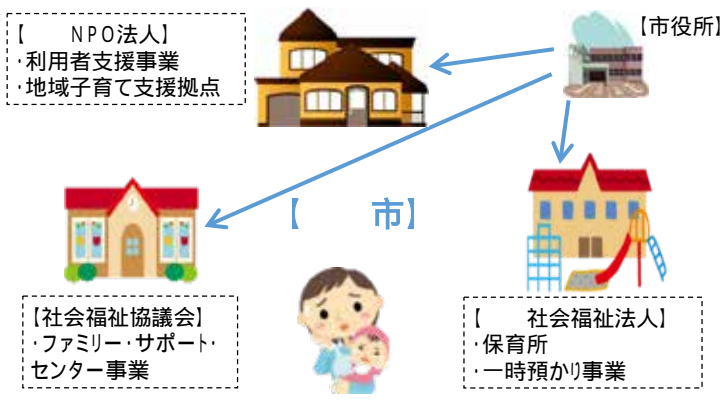 【　　NPO法人】
・利用者支援事業
・地域子育て支援拠点
【市役所】
【　　市】
【社会福祉協議会】
・ファミリー・サポート・
センター事業
【　　社会福祉法人】
・保育所
・一時預かり事業